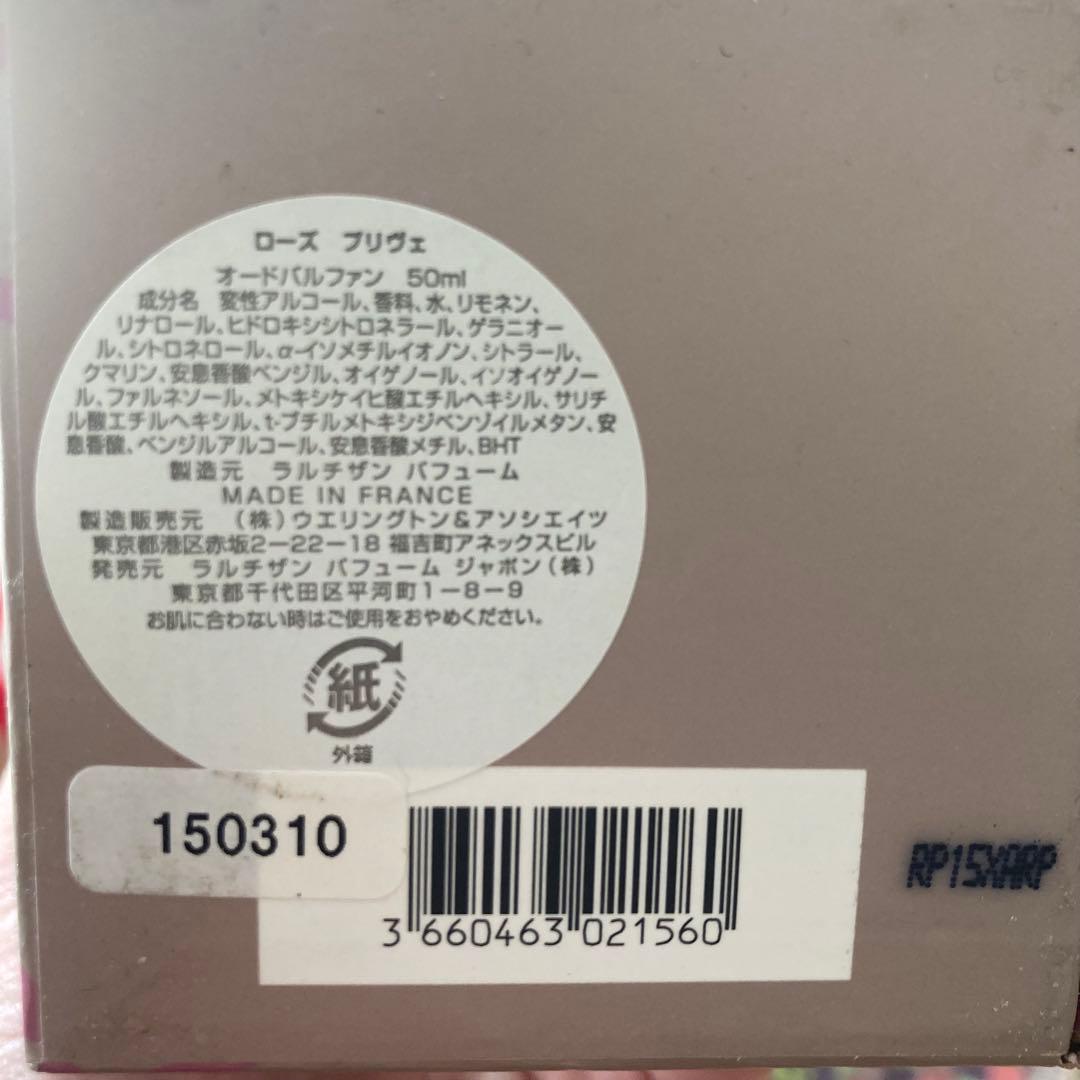 ローズ プリヴェ
オードパルファン 50ml
成分名 変性アルコール、香料、水、リモネン、
リナロール、ヒドロキシシトロネラール、ゲラニオー
ル、シトロネロール、α-イソメチルイオノン、シトラール、
クマリン、安息香酸ベンジル、オイゲノール、イソオイゲノー
ル、ファルネソール、メトキシケイヒ酸エチルヘキシル、サリチ
ル酸エチルヘキシル、t-ブチルメトキシジベンゾイルメタン、安
息香酸、ベンジルアルコール、安息香酸メチル、BHT
製造元 ラルチザン パフューム
MADE IN FRANCE
製造販売元 (株)ウエリングトン&アソシエイツ
東京都港区赤坂2-22-18 福吉町アネックスビル
発売元 ラルチザン パフューム ジャポン(株)
東京都千代田区平河町1-8-9
お肌に合わない時はご使用をおやめください。
紙
外箱
150310
3 660463 021560
RP15XARP